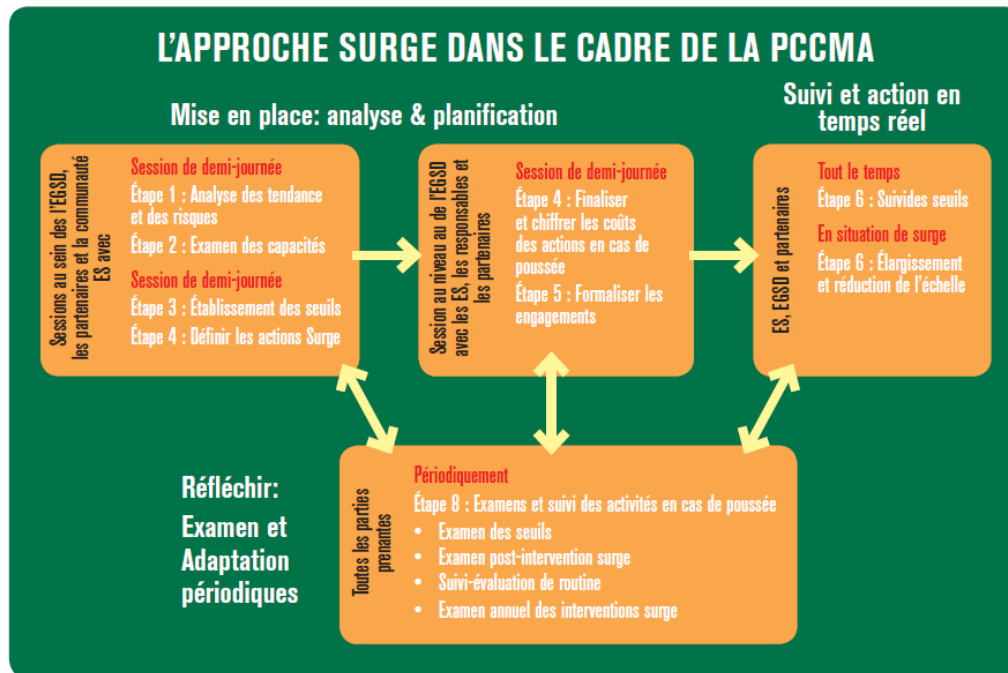 L'APPROCHE SURGE DANS LE CADRE DE LA PCCMA
Mise en place: analyse & planification
Suivi et action en
temps réel
Sessions au sein des l'EGSD,
les partenaires et la communauté
ES avec
Session de demi-journée
Étape 1 : Analyse des tendance
et des risques
Étape 2 : Examen des capacités
Session de demi-journée
Étape 3 : Établissement des seuils
Étape 4 : Définir les actions Surge
Session au niveau au de l'EGSD
avec les ES, les responsables et
les partenaires
Session de demi-journée
Étape 4 : Finaliser
et chiffrer les coûts
des actions en cas de
poussée
Étape 5 : Formaliser les
engagements
ES, EGSD et partenaires
Tout le temps
Étape 6 : Suivides seuils
En situation de surge
Étape 6 : Élargissement
et réduction de l'échelle
Réfléchir:
Examen et
Adaptation
périodiques
Toutes les parties
prenantes
Périodiquement
Étape 8 : Examens et suivi des activités en cas de poussée
• Examen des seuils
• Examen post-intervention surge
• Suivi-évaluation de routine
• Examen annuel des interventions surge